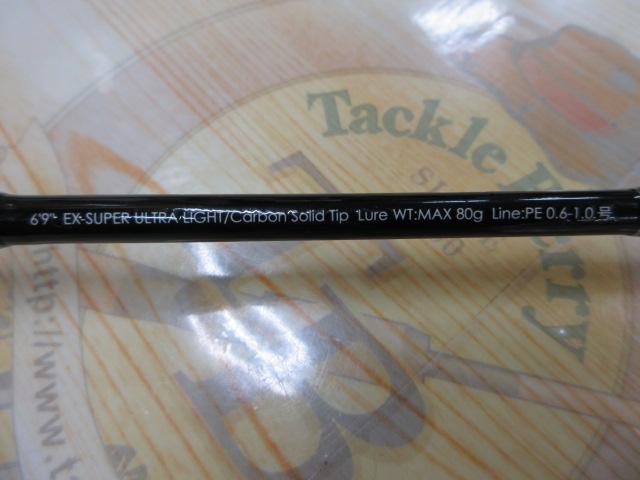 Tackle Berry
6'9" EX-SUPER ULTRA LIGHT/Carbon Solid Tip Lure WT:MAX 80g Line:PE 0.6-1.0号
http://www.t